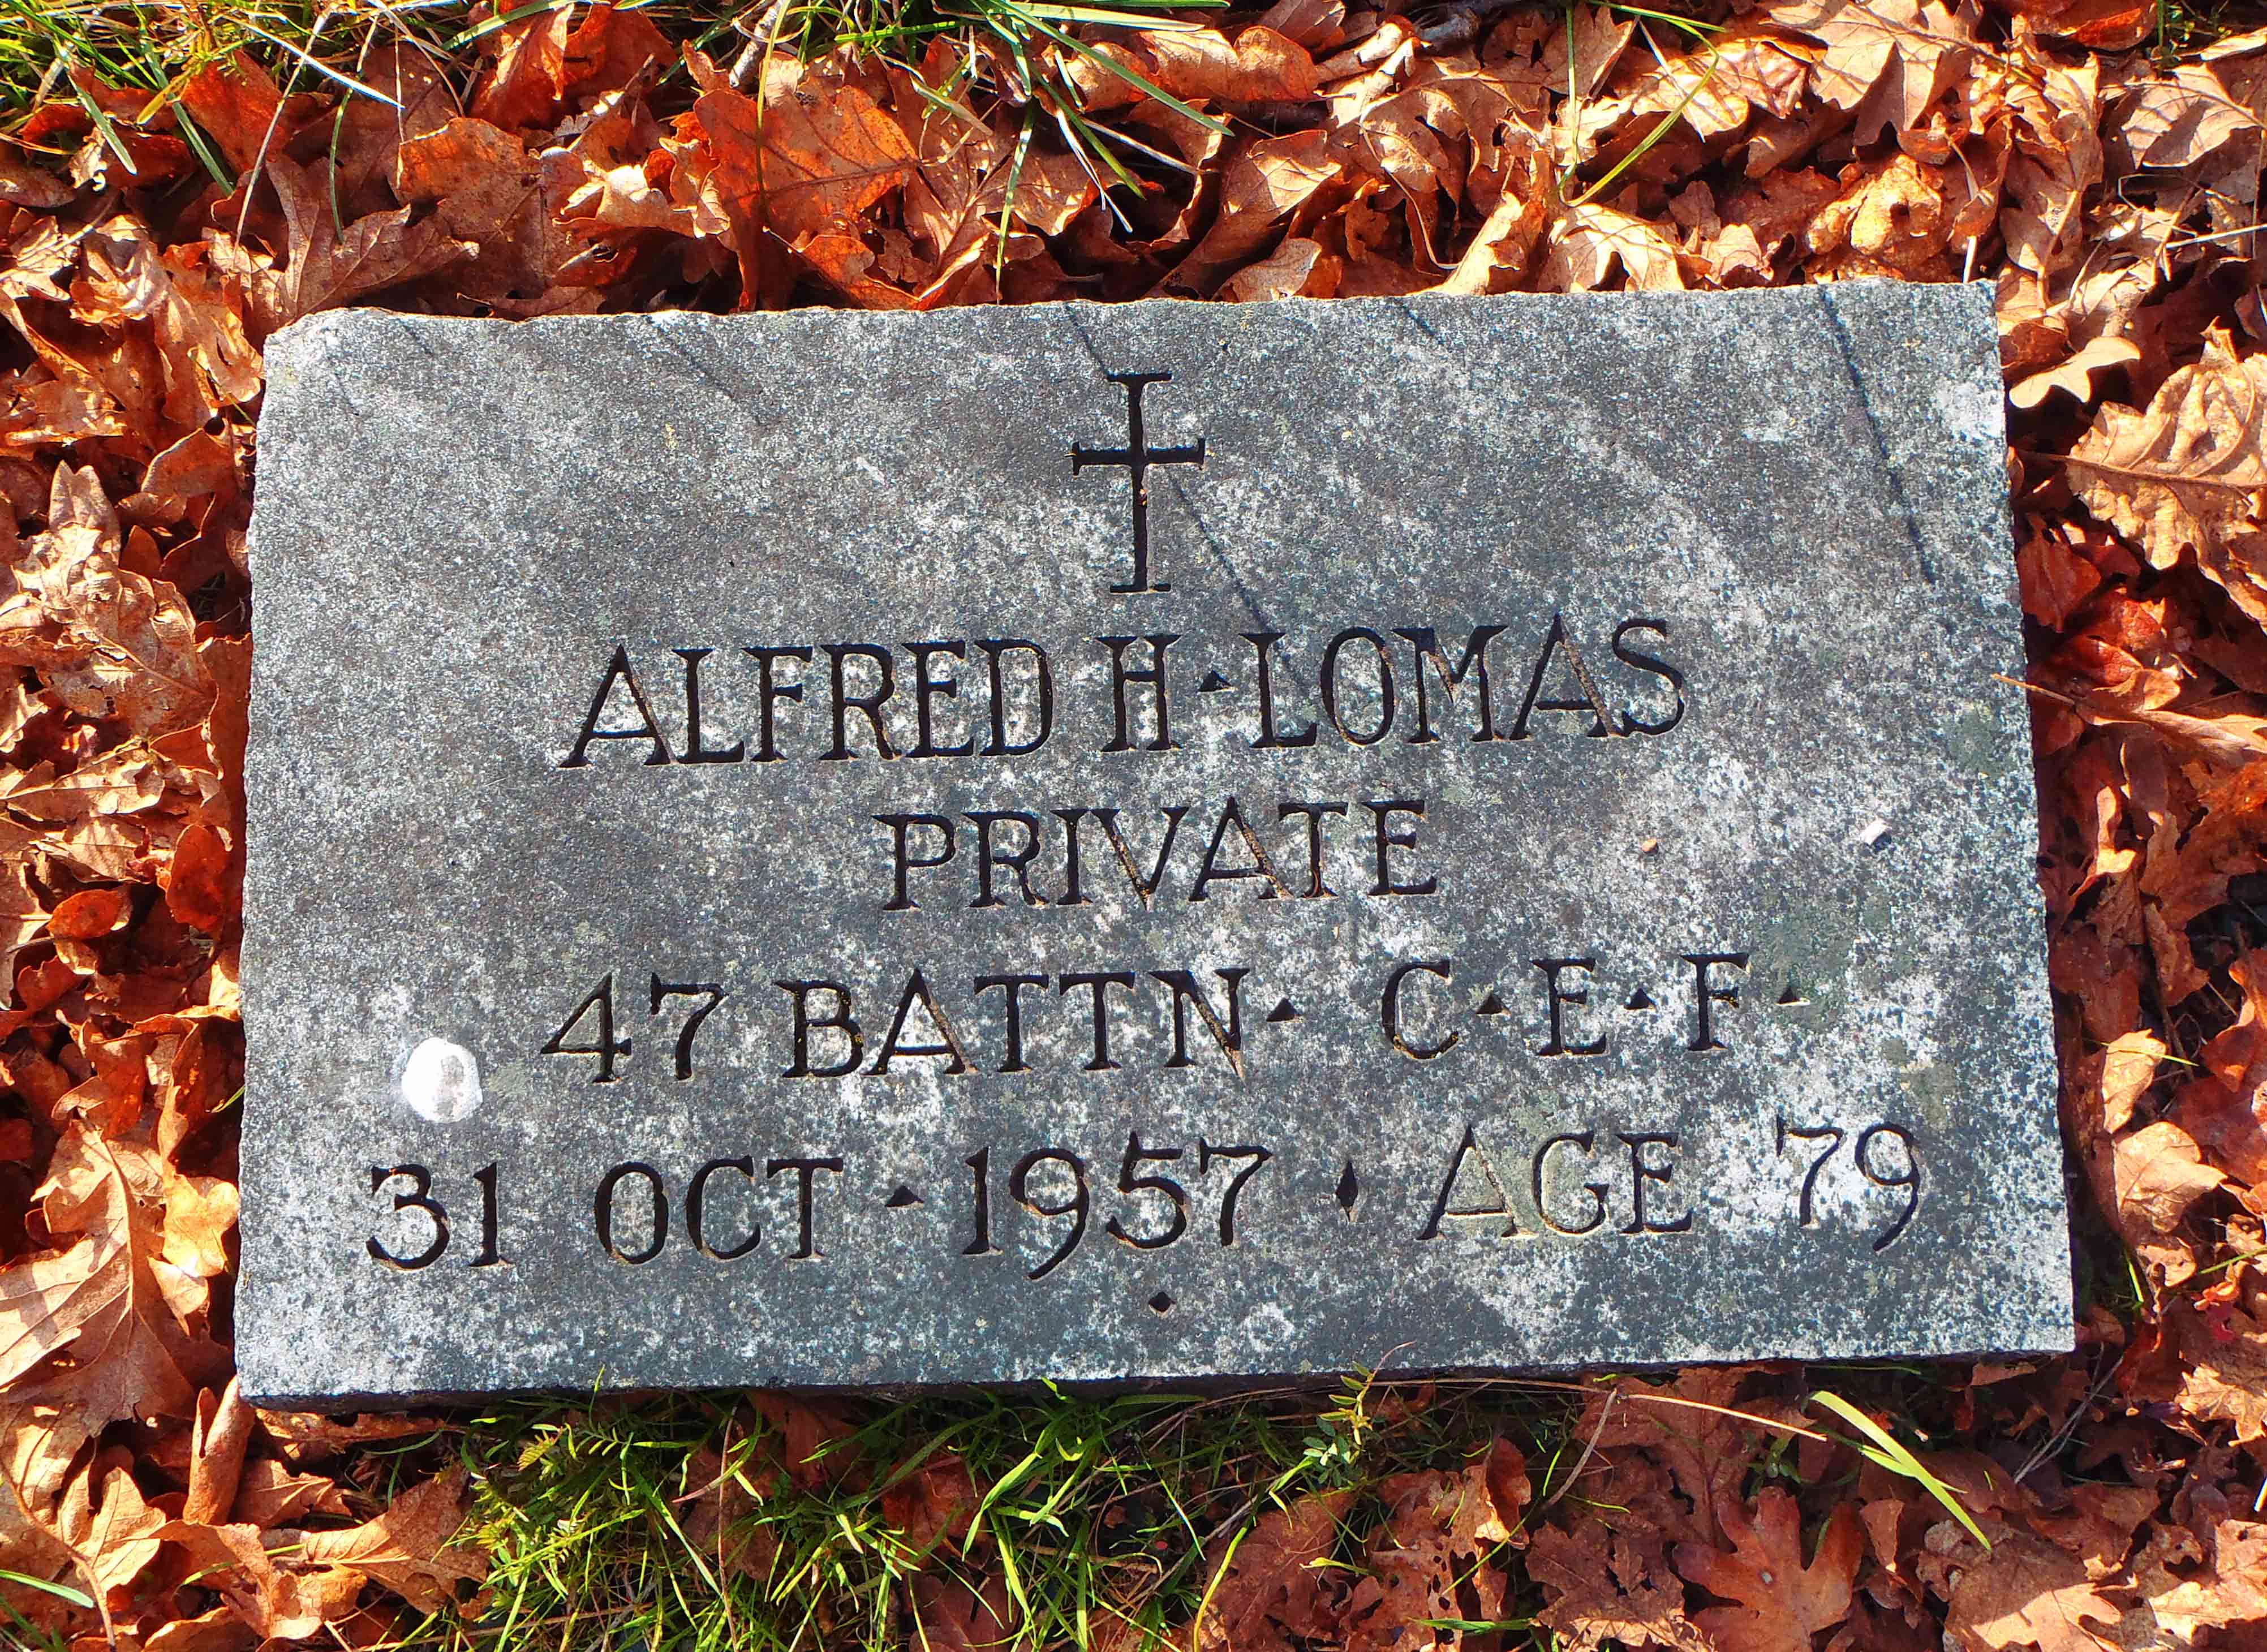 ALFRED H·LOMAS
PRIVATE
47 BATTN· C·E·F·
31 OCT·1957·AGE 79